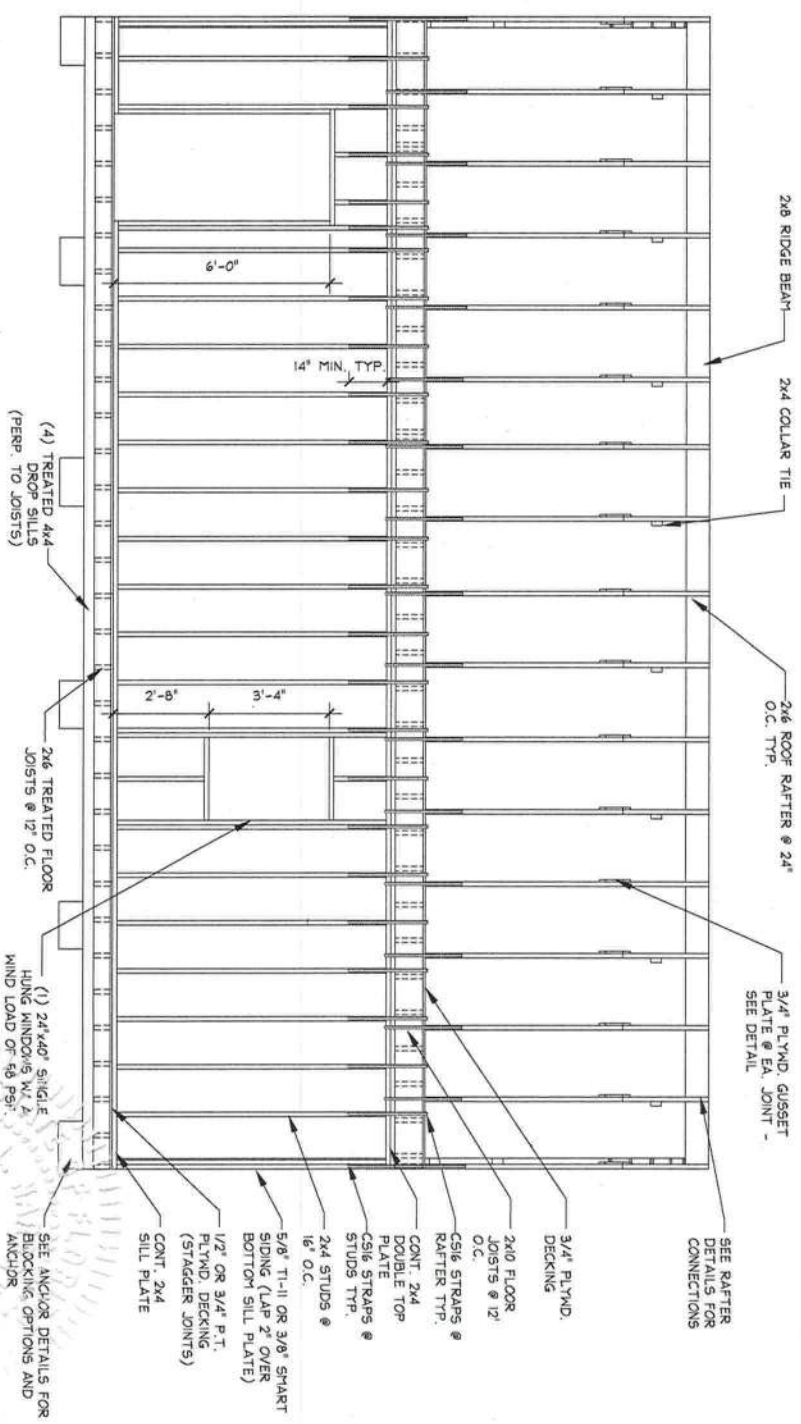 2x8 RIDGE BEAM
2x4 COLLAR TIE
2x6 ROOF RAFTER @ 24"
O.C. TYP.
3/4" PLYWD. GUSSET
PLATE @ EA. JOINT -
SEE DETAIL
SEE RAFTER
DETAILS FOR
CONNECTIONS
3/4" PLYWD.
DECKING
2x10 FLOOR
JOISTS @ 12'
O.C.
CS16 STRAPS @
RAFTER TYP.
CONT. 2x4
DOUBLE TOP
PLATE
CS16 STRAPS @
STUDS TYP.
2x4 STUDS @
16" O.C.
5/8" T1-11 OR 3/8" SMART
SIDING (LAP 2" OVER
BOTTOM SILL PLATE)
1/2" OR 3/4" P.T.
PLYWD. DECKING
(STAGGER JOINTS)
CONT. 2x4
SILL PLATE
SEE ANCHOR DETAILS FOR
BLOCKING OPTIONS AND
ANCHOR
6'-0"
14" MIN. TYP.
2'-8"
3'-4"
(4) TREATED 4x4
DROP SILLS
(PERP. TO JOISTS)
2x6 TREATED FLOOR
JOISTS @ 12" O.C.
(1) 24"x40" SINGLE
HUNG WINDOWS W/ A
WIND LOAD OF 58 PSF.